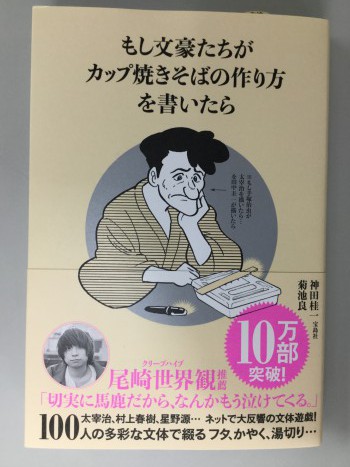 もし文豪たちが
カップ焼きそばの作り方
を書いたら
神田桂一
菊池良
宝島社
10万部
突破!
クリープハイプ
尾崎世界観 推薦
「切実に馬鹿だから、なんかもう泣けてくる。」
太宰治、村上春樹、星野源… ネットで大反響の文体遊戯!
100人の多彩な文体で綴る フタ、かやく、湯切り…